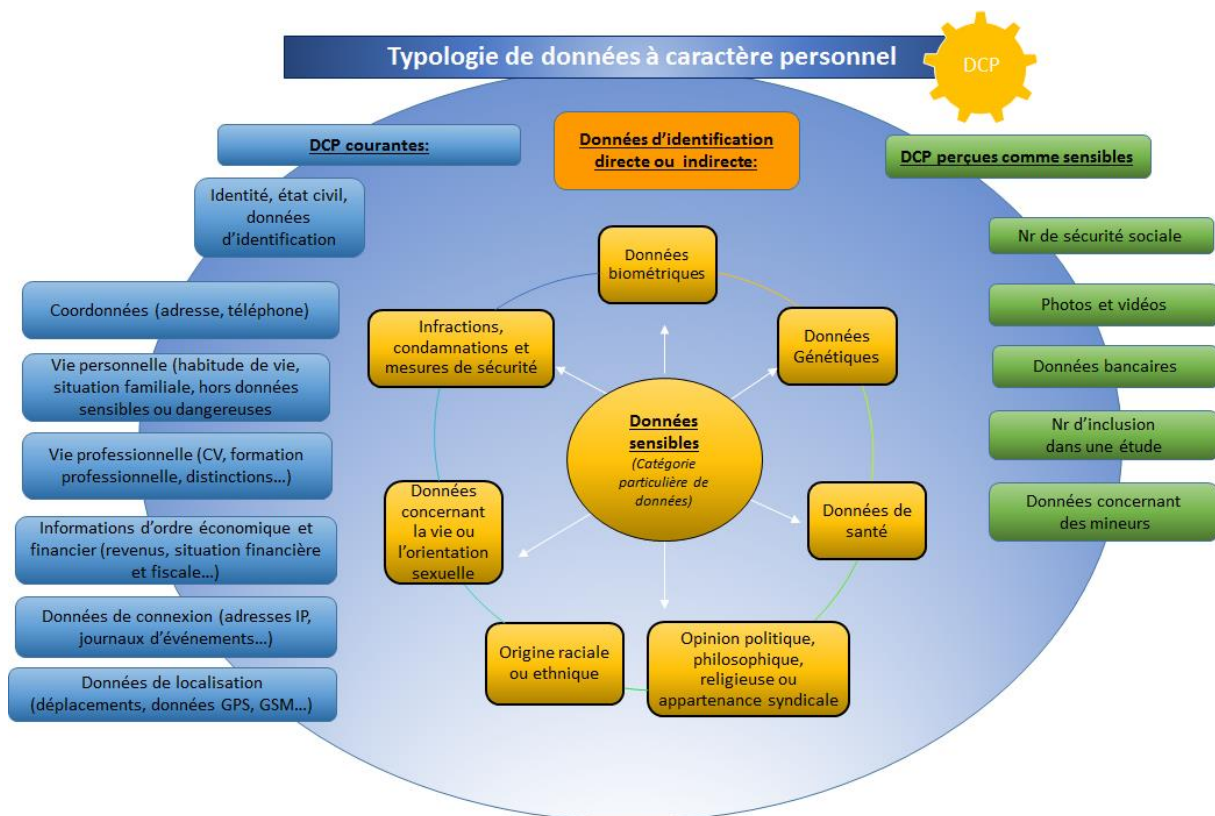 Typologie de données à caractère personnel
DCP
DCP courantes:
Identité, état civil,
données
d'identification
Coordonnées (adresse, téléphone)
Vie personnelle (habitude de vie,
situation familiale, hors données
sensibles ou dangereuses
Vie professionnelle (CV, formation
professionnelle, distinctions…)
Informations d'ordre économique et
financier (revenus, situation financière
et fiscale…)
Données de connexion (adresses IP,
journaux d'événements…)
Données de localisation
(déplacements, données GPS, GSM…)
Données d'identification
directe ou indirecte:
Données
biométriques
Données
Génétiques
Données de
santé
Opinion politique,
philosophique,
religieuse ou
appartenance syndicale
Origine raciale
ou ethnique
Données
concernant
la vie ou
l'orientation
sexuelle
Infractions,
condamnations et
mesures de sécurité
Données
sensibles
(Catégorie
particulière de
données)
DCP perçues comme sensibles
Nr de sécurité sociale
Photos et vidéos
Données bancaires
Nr d'inclusion
dans une étude
Données concernant
des mineurs